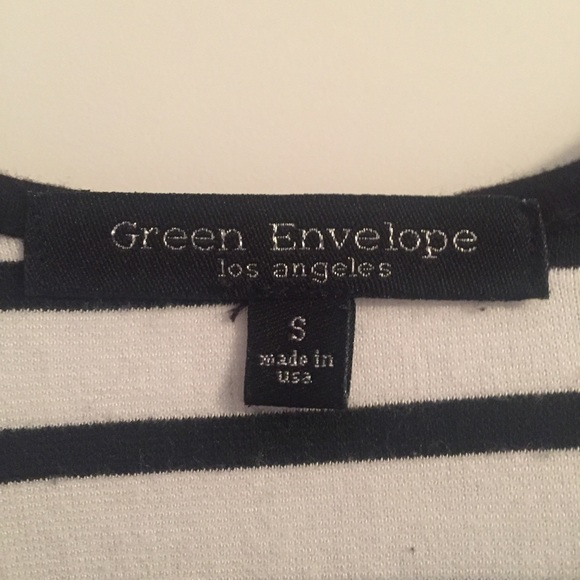 Green Envelope
los angeles
S
made in
usa